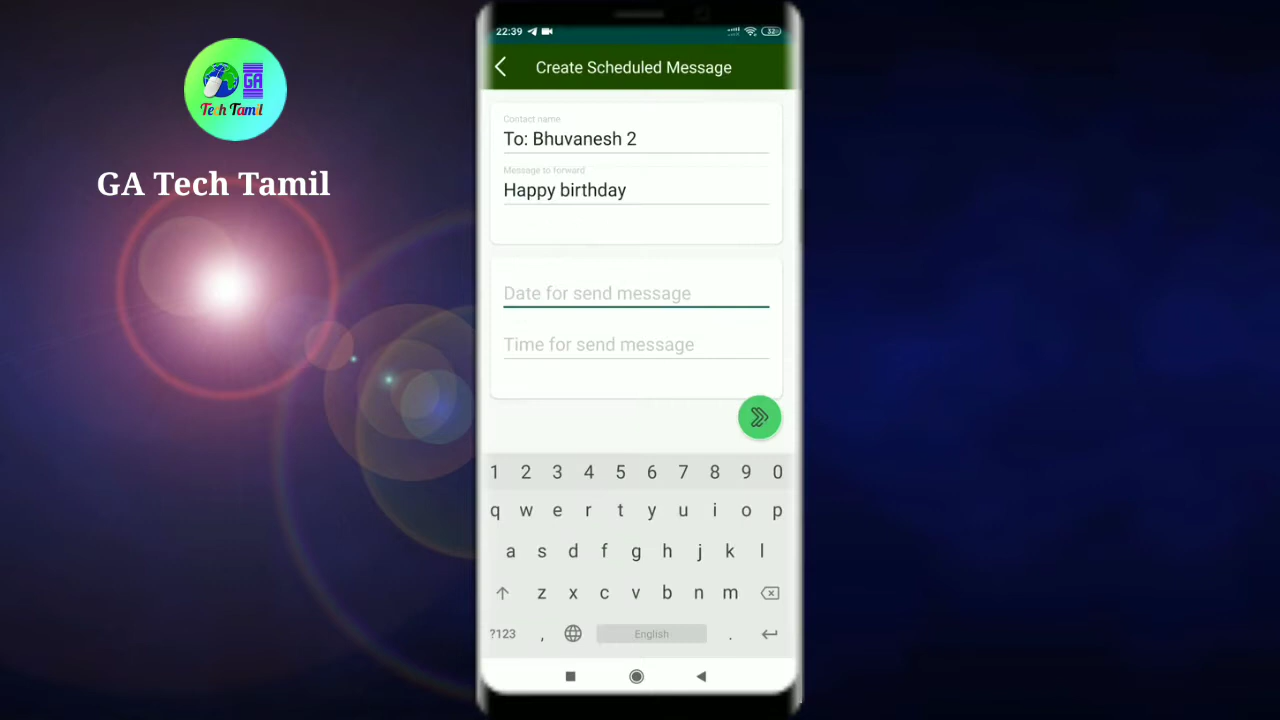 GA
Tech Tamil
GA Tech Tamil
22:39
32
Create Scheduled Message
Contact name
To: Bhuvanesh 2
Message to forward
Happy birthday
Date for send message
Time for send message
1 2 3 4 5 6 7 8 9 0
q w e r t y u i o p
a s d f g h j k l
z x c v b n m
?123 , English .